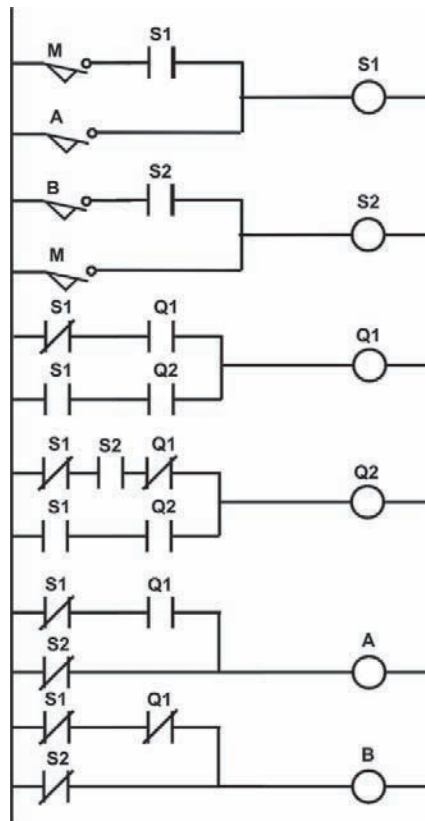 M S1 S1
A
B S2 S2
M
S1 Q1 Q1
S1 Q2
S1 S2 Q1 Q2
S1 Q2
S1 Q1
S2 A
S1 Q1
S2 B